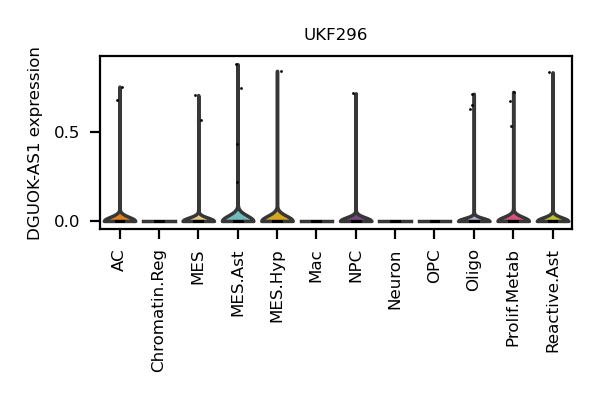 UKF296
DGUOK-AS1 expression
0.5
0.0
AC
Chromatin.Reg
MES
MES.Ast
MES.Hyp
Mac
NPC
Neuron
OPC
Oligo
Prolif.Metab
Reactive.Ast